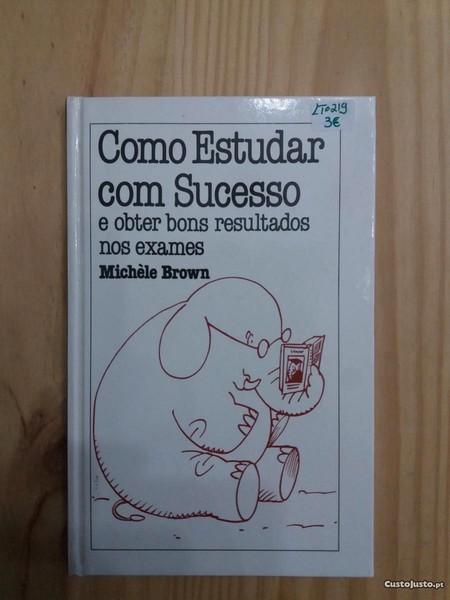 LT0219
3€
Como Estudar
com Sucesso
e obter bons resultados
nos exames
Michèle Brown
CustoJusto.pt